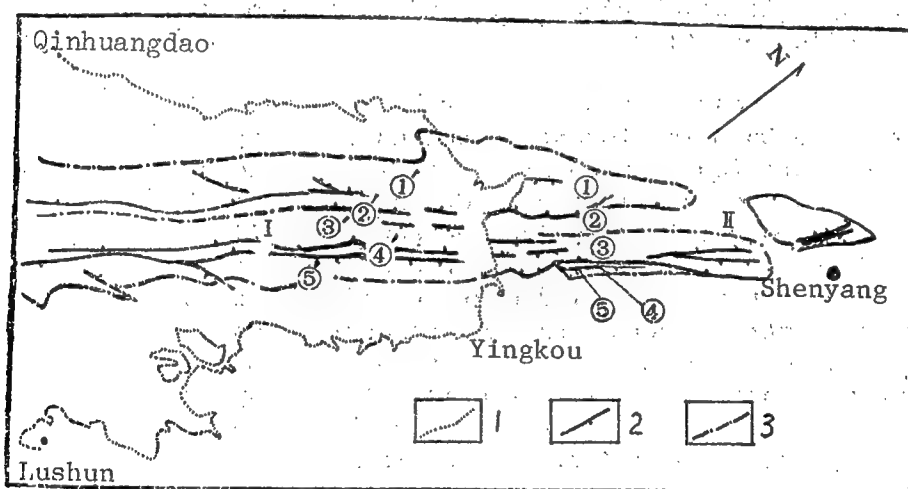 Qinhuangdao
N
①
①
②
②
③
I
II
③
④
⑤
⑤
④
Shenyang
Yingkou
1
2
3
Lushun